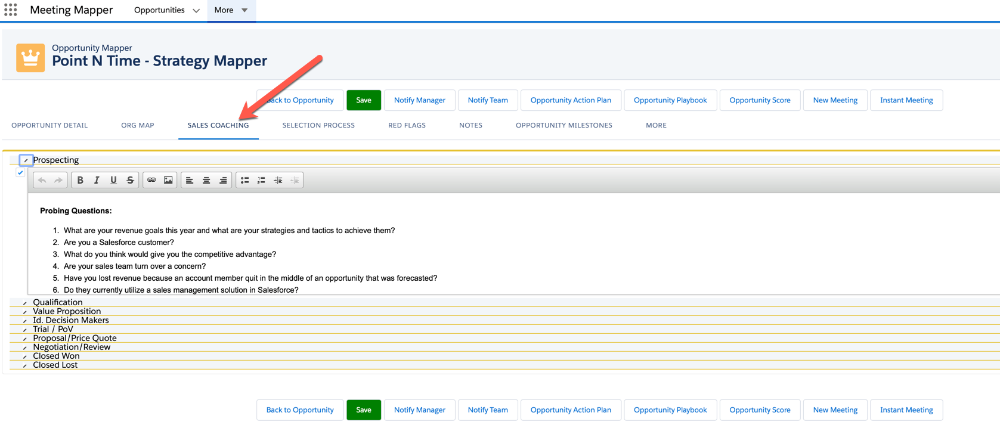 Meeting Mapper Opportunities More
Opportunity Mapper
Point N Time - Strategy Mapper
Back to Opportunity Save Notify Manager Notify Team Opportunity Action Plan Opportunity Playbook Opportunity Score New Meeting Instant Meeting
OPPORTUNITY DETAIL ORG MAP SALES COACHING SELECTION PROCESS RED FLAGS NOTES OPPORTUNITY MILESTONES MORE
Prospecting
B I U S
Probing Questions:
1. What are your revenue goals this year and what are your strategies and tactics to achieve them?
2. Are you a Salesforce customer?
3. What do you think would give you the competitive advantage?
4. Are your sales team turn over a concern?
5. Have you lost revenue because an account member quit in the middle of an opportunity that was forecasted?
6. Do they currently utilize a sales management solution in Salesforce?
Qualification
Value Proposition
Id. Decision Makers
Trial / PoV
Proposal/Price Quote
Negotiation/Review
Closed Won
Closed Lost
Back to Opportunity Save Notify Manager Notify Team Opportunity Action Plan Opportunity Playbook Opportunity Score New Meeting Instant Meeting